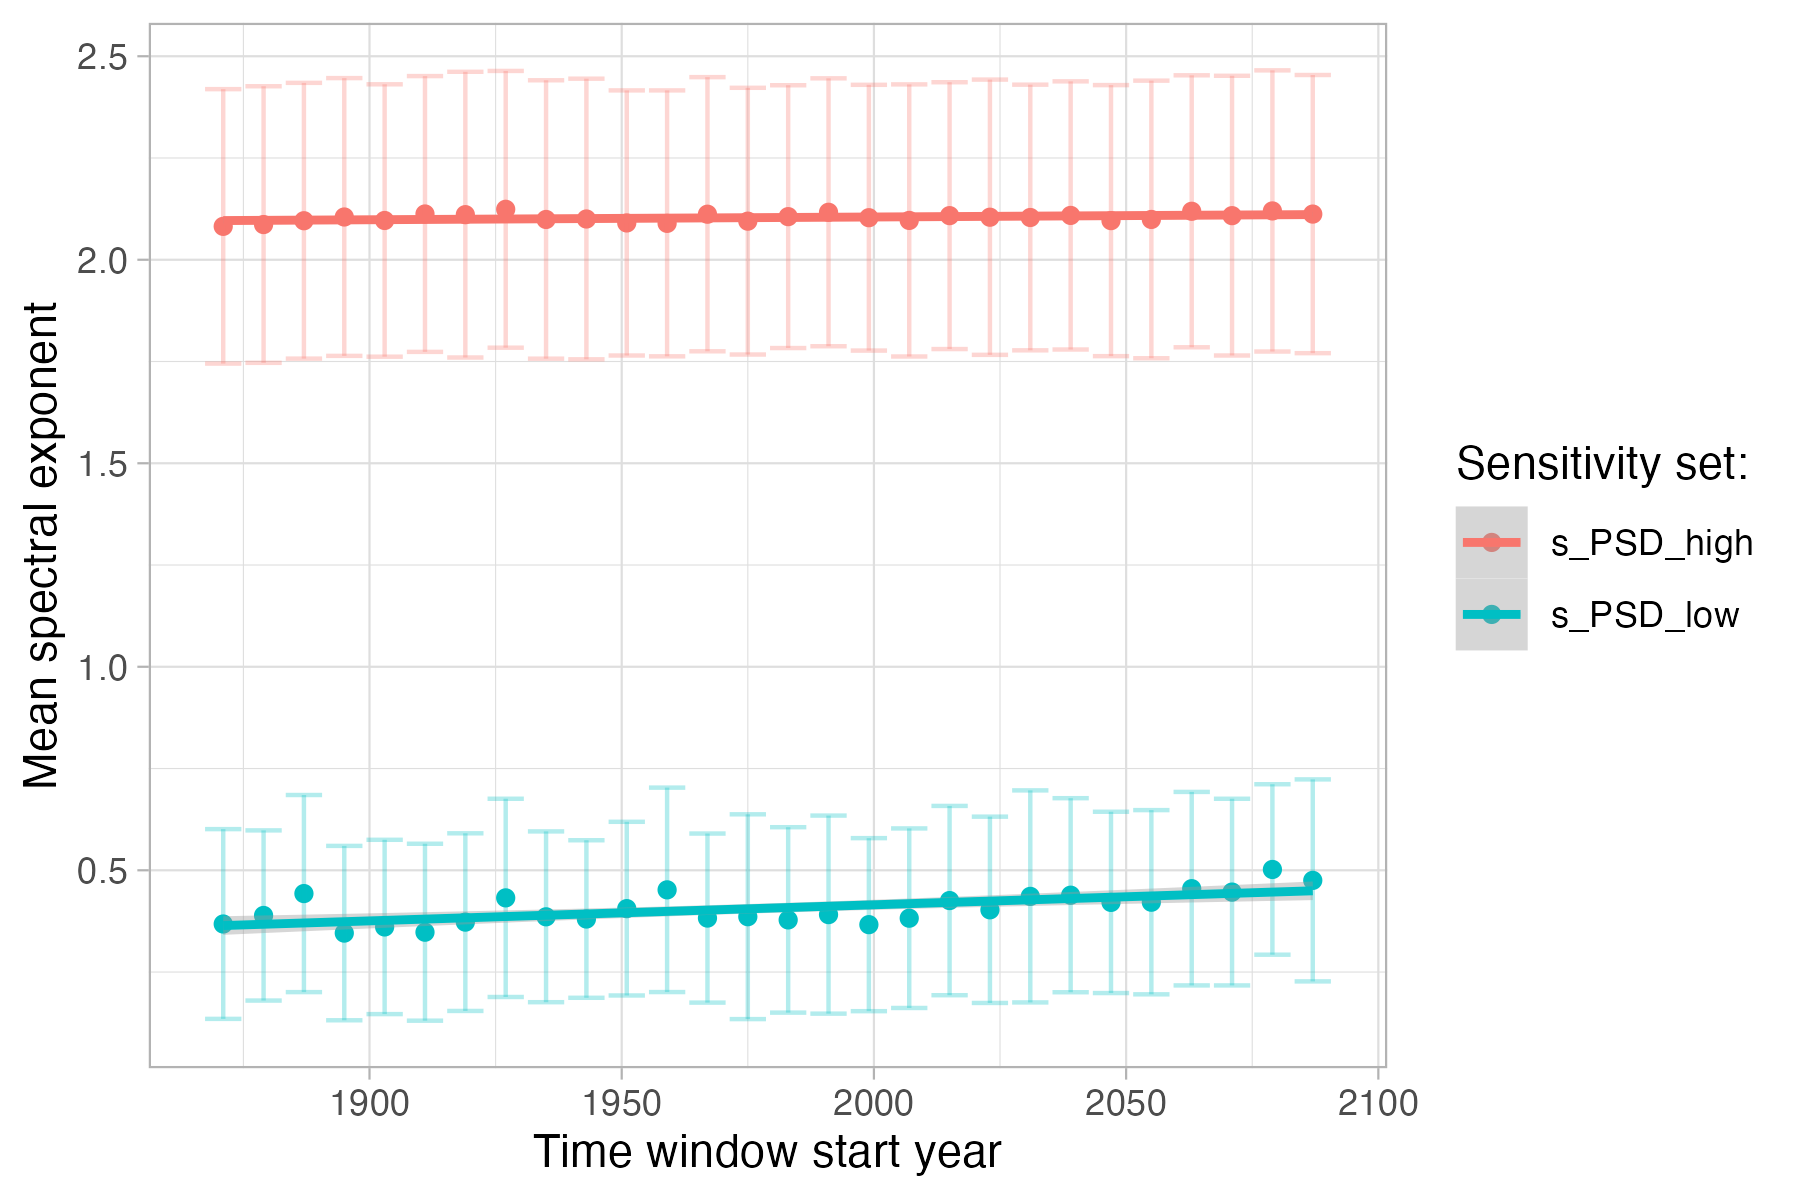 2.5
2.0
1.5
1.0
0.5
Mean spectral exponent
1900
1950
2000
2050
2100
Time window start year
Sensitivity set:
s_PSD_high
s_PSD_low